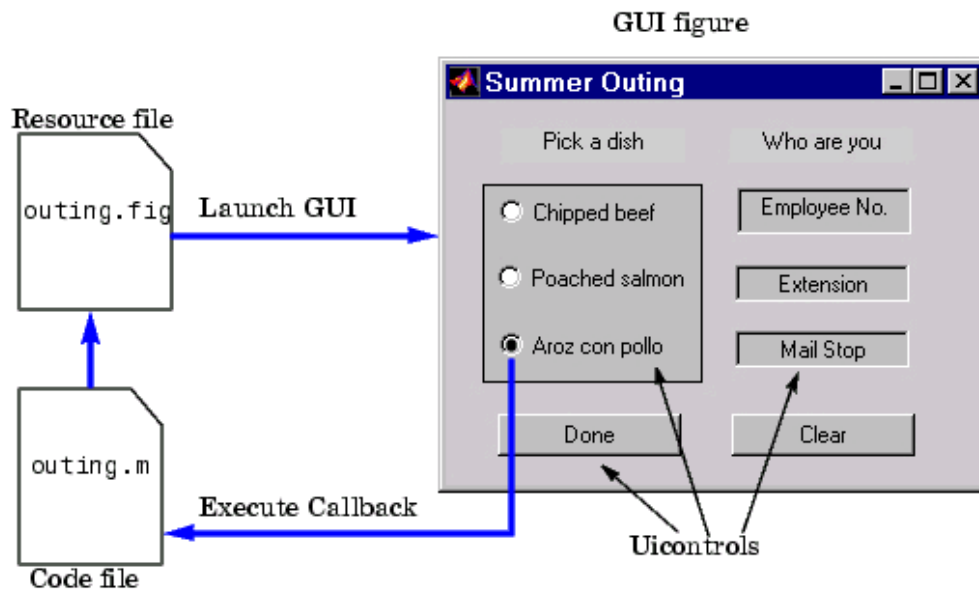 GUI figure
Summer Outing
Resource file
Pick a dish
Who are you
outing.fig
Launch GUI
Chipped beef
Employee No.
Poached salmon
Extension
Aroz con pollo
Mail Stop
Done
Clear
outing.m
Execute Callback
Uicontrols
Code file